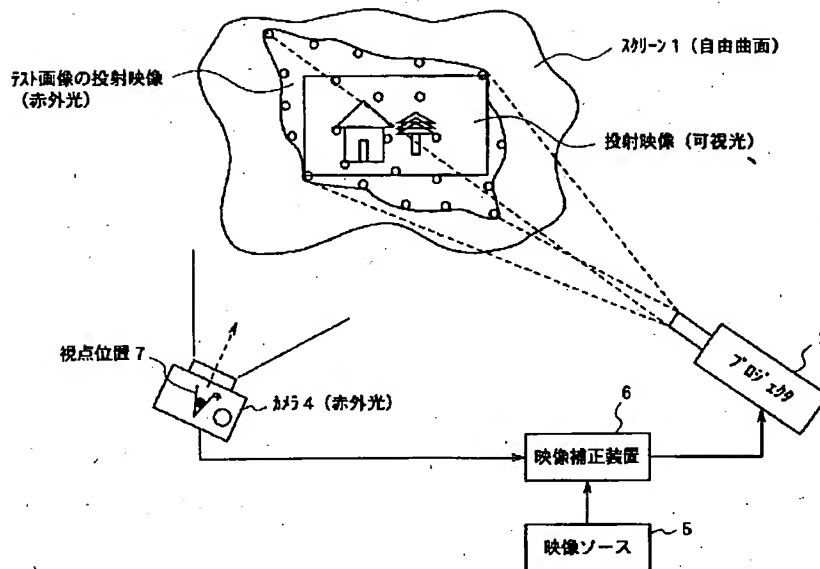 スクリーン1(自由曲面)
テスト画像の投射映像
(赤外光)
投射映像(可視光)
視点位置7
カメラ4(赤外光)
プロジェクタ
6
映像補正装置
5
映像ソース